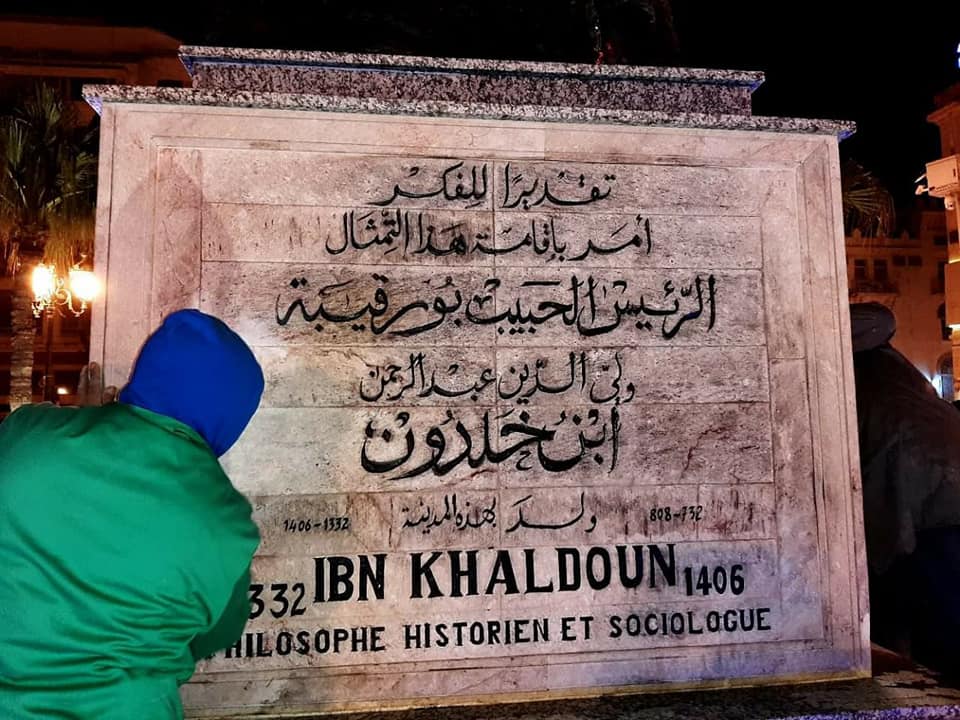 تقديرًا للفكر
أمر بإقامة هذا التمثال
الرئيس الحبيب بورقيبة
ولي الدين عبد الرحمن
ابن خلدون
808-732 ولد بهذه المدينة 1406-1332
332 IBN KHALDOUN 1406
HILOSOPHE HISTORIEN ET SOCIOLOGUE